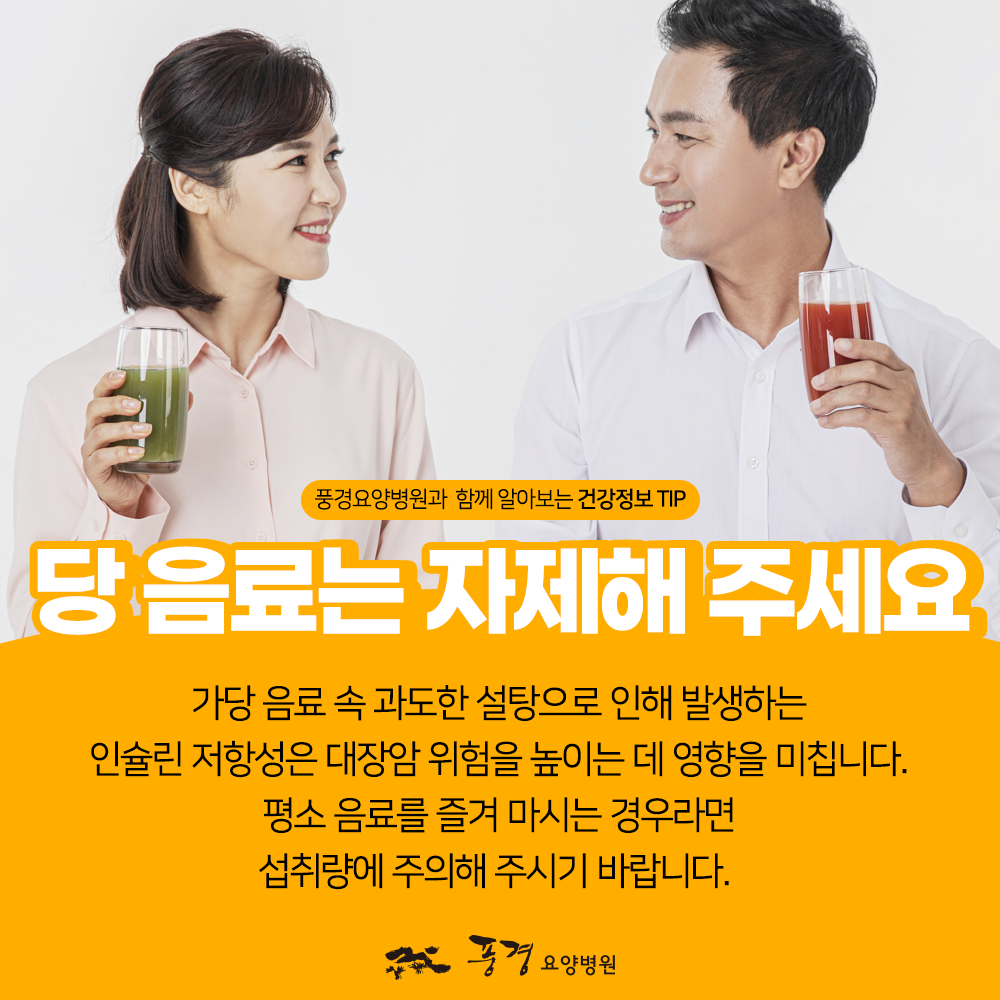 풍경요양병원과 함께 알아보는 건강정보 TIP
당 음료는 자제해 주세요
가당 음료 속 과도한 설탕으로 인해 발생하는
인슐린 저항성은 대장암 위험을 높이는 데 영향을 미칩니다.
평소 음료를 즐겨 마시는 경우라면
섭취량에 주의해 주시기 바랍니다.
풍경 요양병원